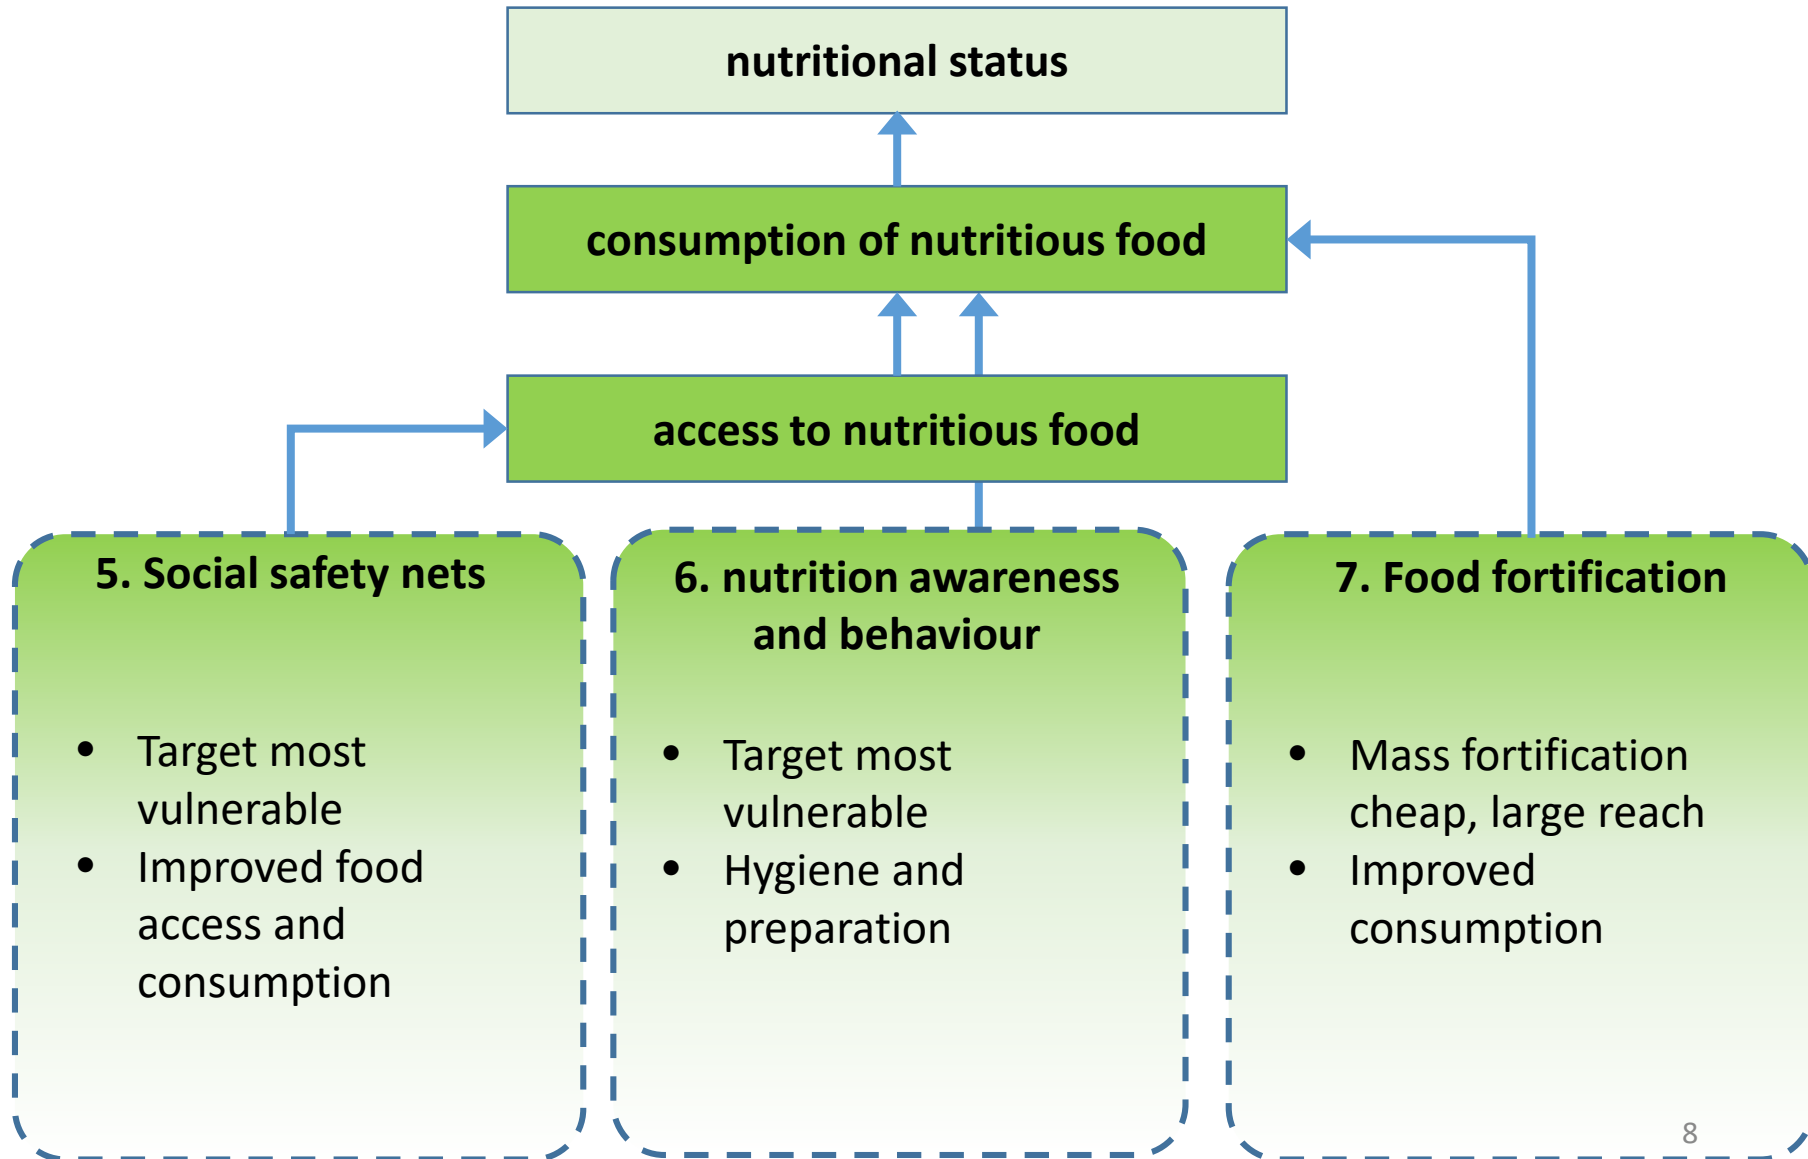 nutritional status
consumption of nutritious food
access to nutritious food
5. Social safety nets
• Target most
vulnerable
• Improved food
access and
consumption
6. nutrition awareness
and behaviour
• Target most
vulnerable
• Hygiene and
preparation
7. Food fortification
• Mass fortification
cheap, large reach
• Improved
consumption
8